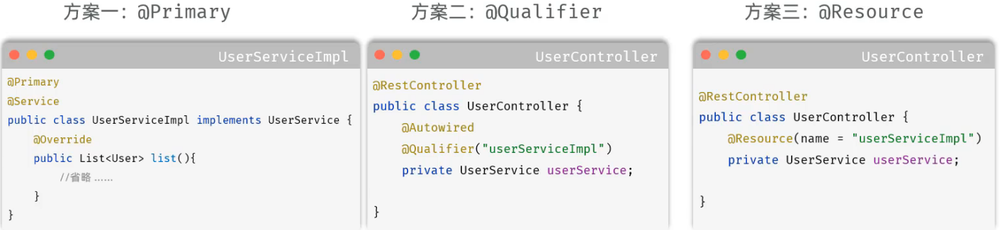 方案一：@Primary
UserServiceImpl
@Primary
@Service
public class UserServiceImpl implements UserService {
    @Override
    public List<User> list(){
        //省略 ......
    }
}
方案二：@Qualifier
UserController
@RestController
public class UserController {
    @Autowired
    @Qualifier("userServiceImpl")
    private UserService userService;
}
方案三：@Resource
UserController
@RestController
public class UserController {
    @Resource(name = "userServiceImpl")
    private UserService userService;
}